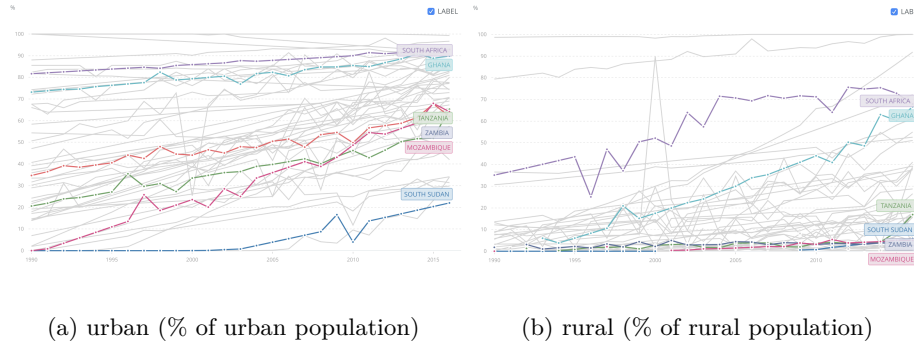 %
LABEL
100
90
80
70
60
50
40
30
20
10
0
1990
1995
2000
2005
2010
2015
SOUTH AFRICA
GHANA
TANZANIA
ZAMBIA
MOZAMBIQUE
SOUTH SUDAN
%
LAB
100
90
80
70
60
50
40
30
20
10
0
1990
1995
2000
2005
2010
SOUTH AFRICA
GHANA
TANZANIA
SOUTH SUDAN
ZAMBIA
MOZAMBIQUE
(a) urban (% of urban population)
(b) rural (% of rural population)